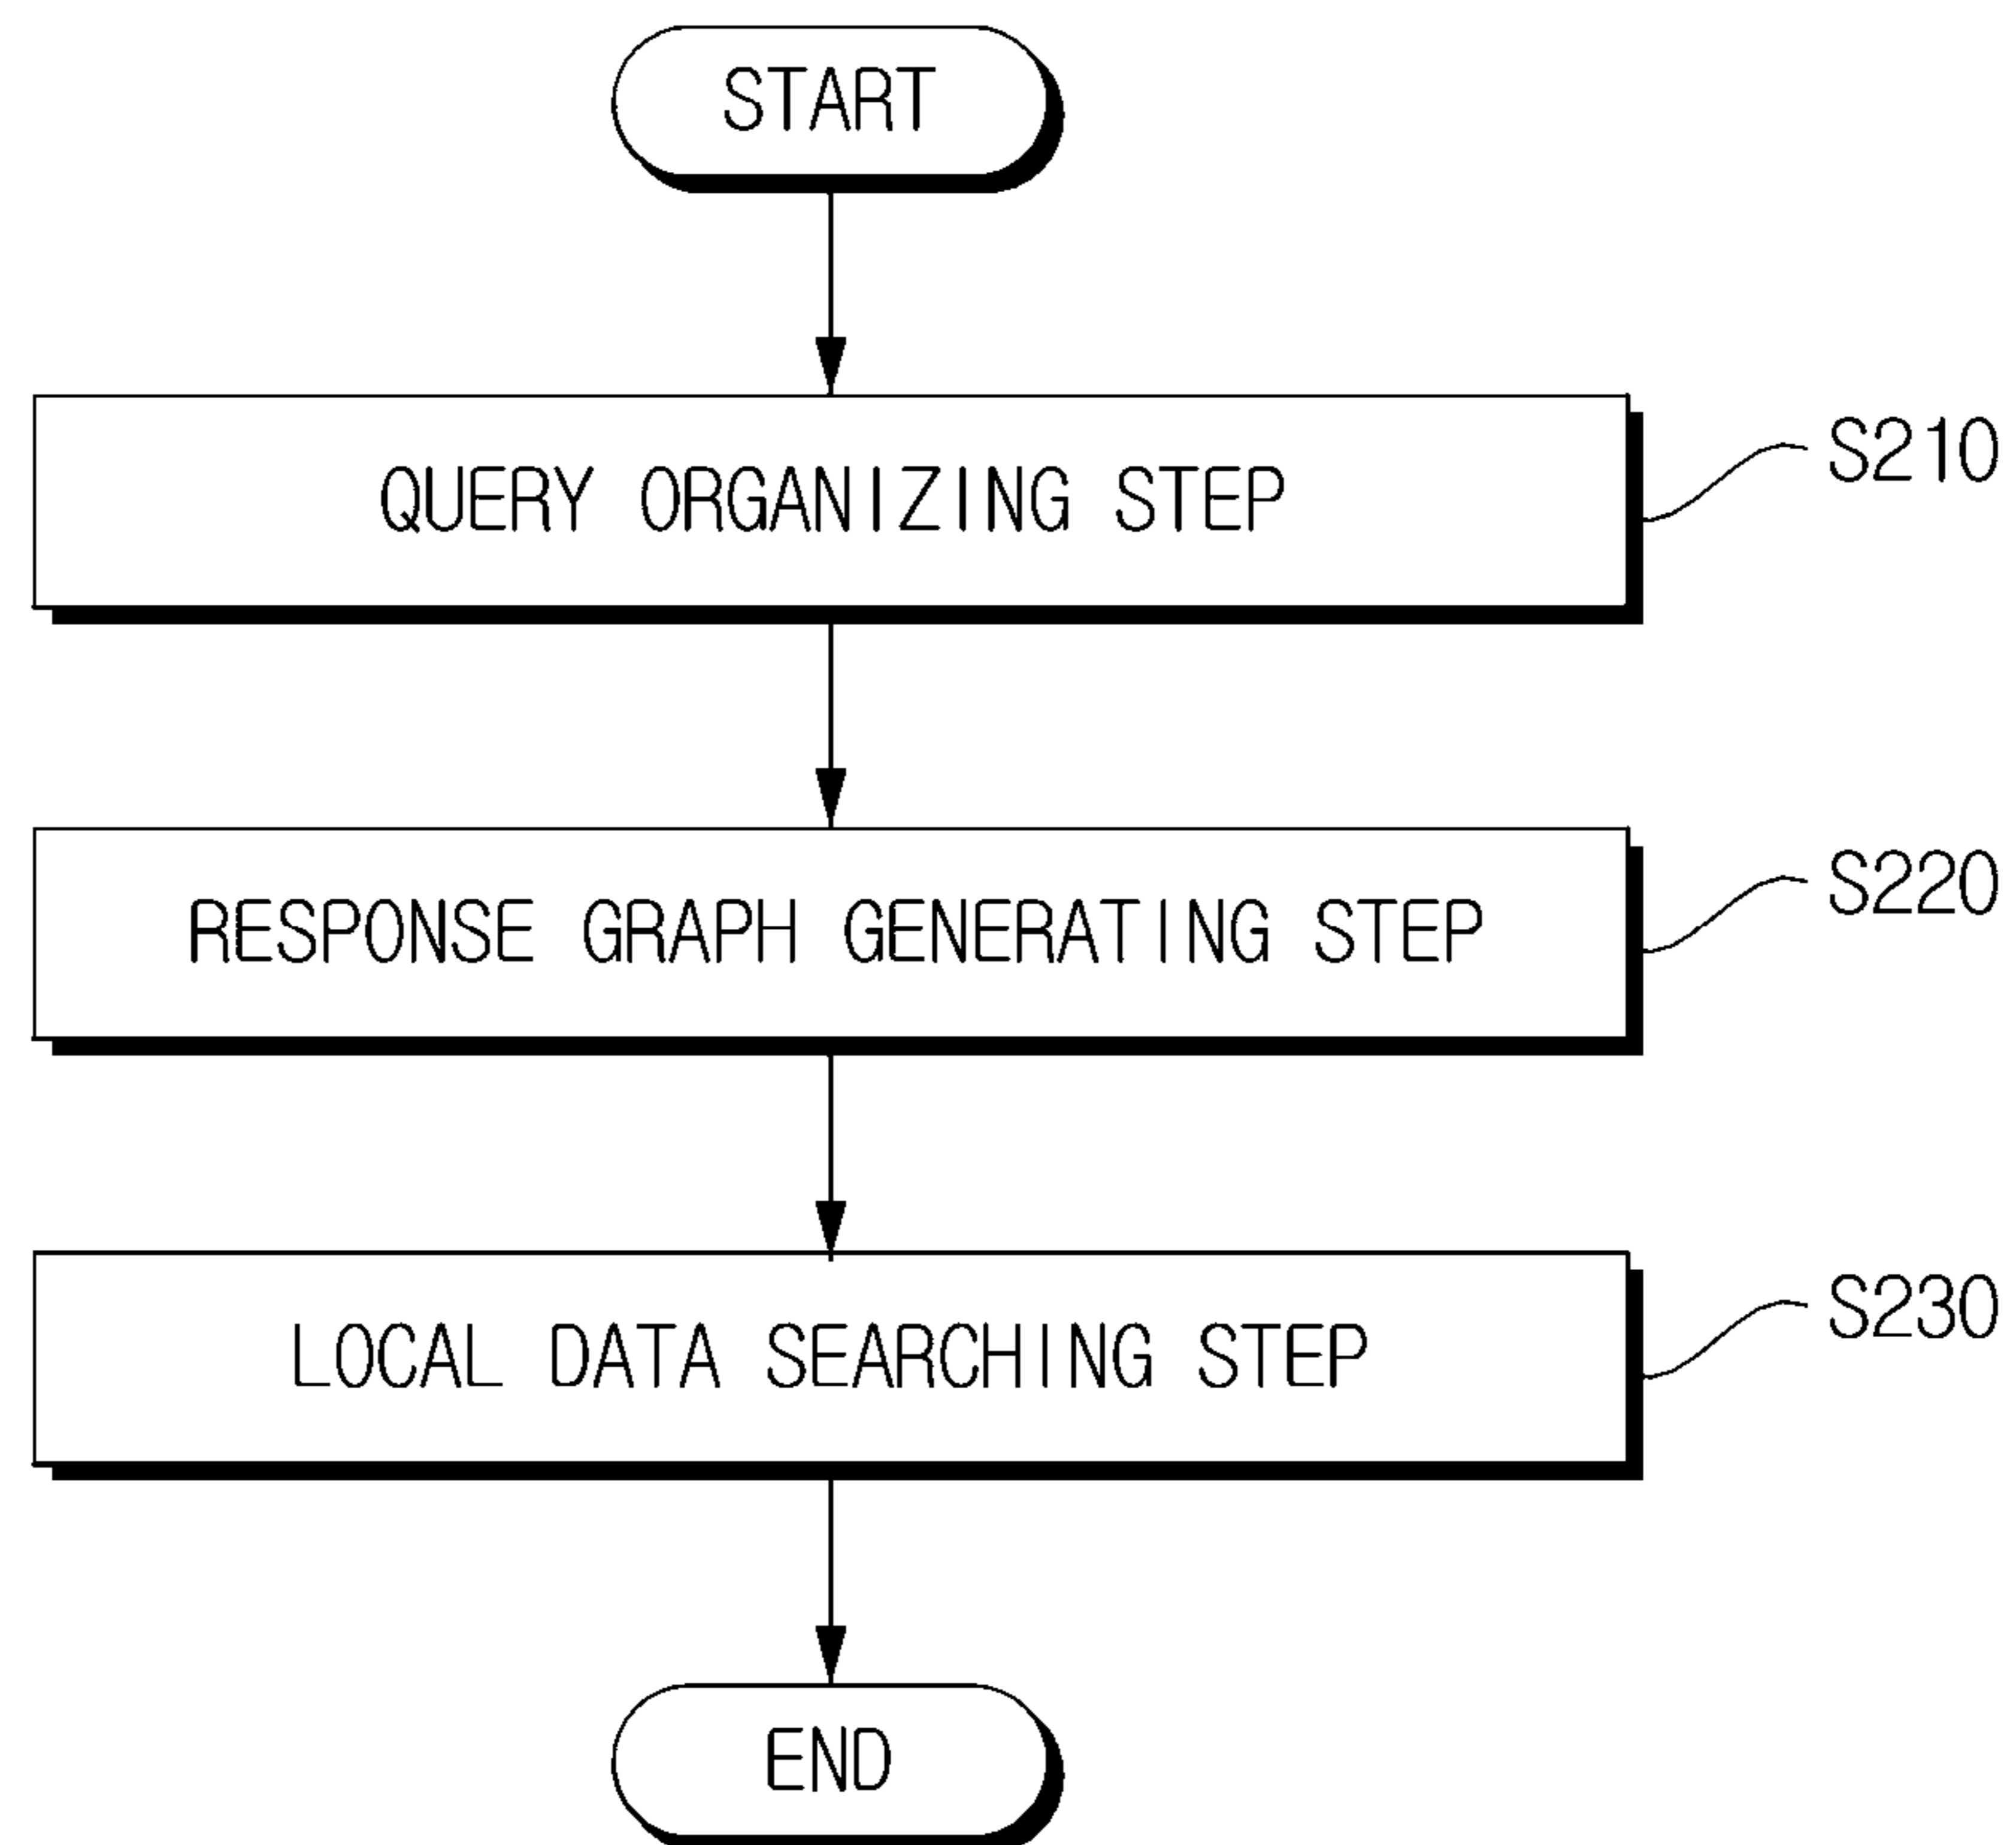 START
QUERY ORGANIZING STEP
S210
RESPONSE GRAPH GENERATING STEP
S220
LOCAL DATA SEARCHING STEP
S230
END